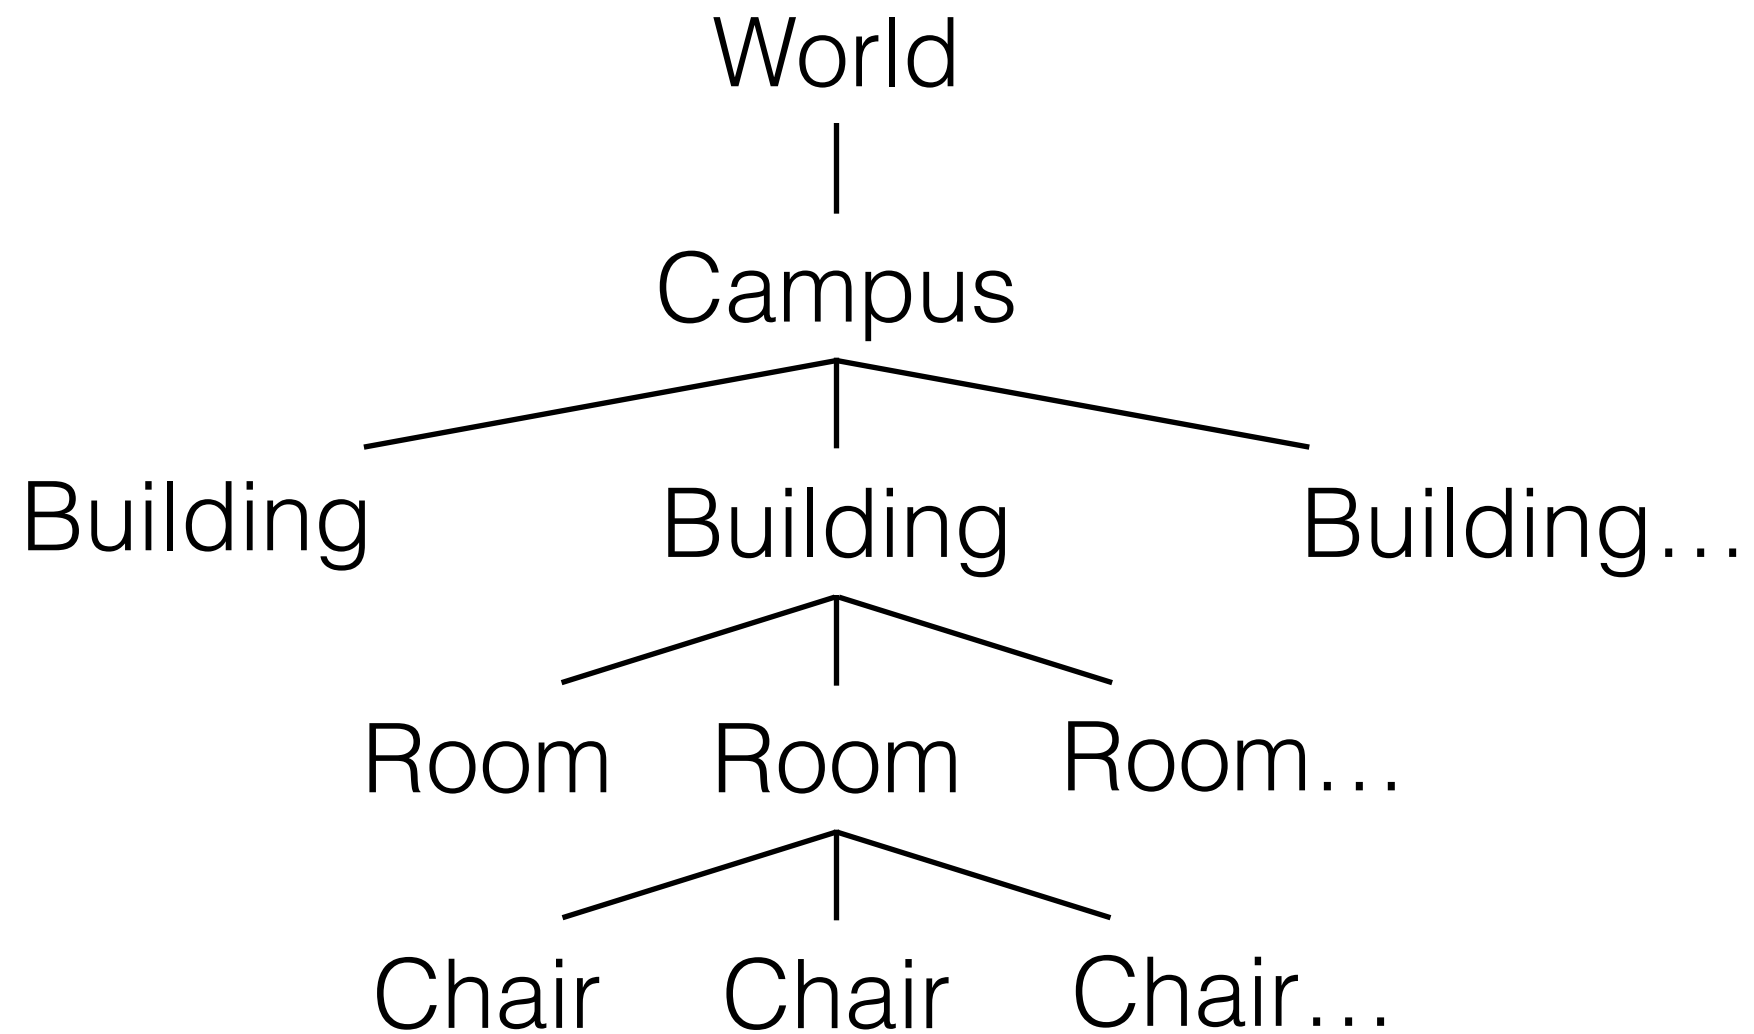 World
Campus
Building Building Building…
Room Room Room…
Chair Chair Chair…